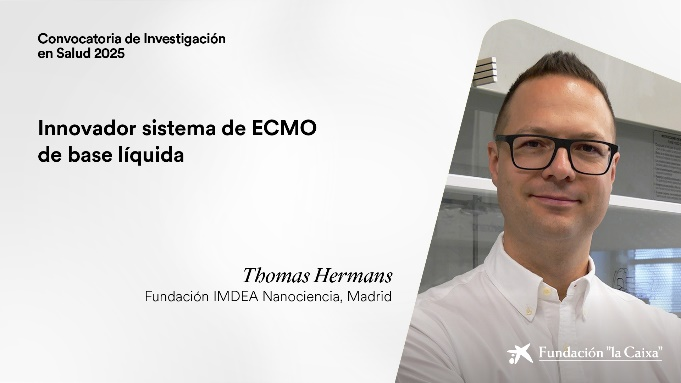 Convocatoria de Investigación
en Salud 2025
Innovador sistema de ECMO
de base líquida
Thomas Hermans
Fundación IMDEA Nanociencia, Madrid
Fundación "la Caixa"